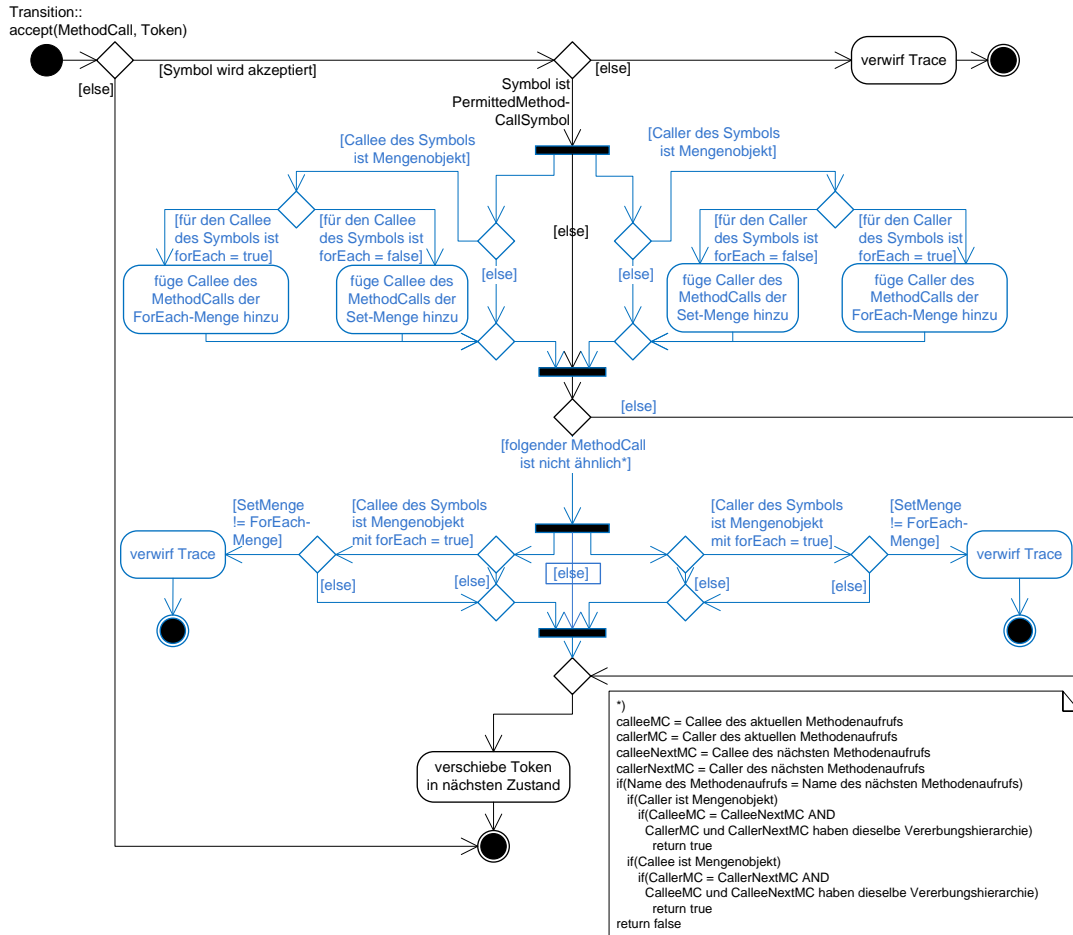 Transition::
accept(MethodCall, Token)
[Symbol wird akzeptiert]
[else]
[else]
verwirf Trace
Symbol ist
PermittedMethod-
CallSymbol
[Callee des Symbols
ist Mengenobjekt]
[Caller des Symbols
ist Mengenobjekt]
[für den Callee
des Symbols ist
forEach = true]
[für den Callee
des Symbols ist
forEach = false]
[else]
[else]
[else]
[für den Caller
des Symbols ist
forEach = false]
[für den Caller
des Symbols ist
forEach = true]
füge Callee des
MethodCalls der
ForEach-Menge hinzu
füge Callee des
MethodCalls der
Set-Menge hinzu
füge Caller des
MethodCalls der
Set-Menge hinzu
füge Caller des
MethodCalls der
ForEach-Menge hinzu
[else]
[folgender MethodCall
ist nicht ähnlich*]
[SetMenge
!= ForEach-
Menge]
[Callee des Symbols
ist Mengenobjekt
mit forEach = true]
[Caller des Symbols
ist Mengenobjekt
mit forEach = true]
[SetMenge
!= ForEach-
Menge]
verwirf Trace
[else]
[else]
[else]
[else]
[else]
verwirf Trace
verschiebe Token
in nächsten Zustand
*)
calleeMC = Callee des aktuellen Methodenaufrufs
callerMC = Caller des aktuellen Methodenaufrufs
calleeNextMC = Callee des nächsten Methodenaufrufs
callerNextMC = Caller des nächsten Methodenaufrufs
if(Name des Methodenaufrufs = Name des nächsten Methodenaufrufs)
if(Caller ist Mengenobjekt)
if(CalleeMC = CalleeNextMC AND
CallerMC und CallerNextMC haben dieselbe Vererbungshierarchie)
return true
if(Callee ist Mengenobjekt)
if(CallerMC = CallerNextMC AND
CalleeMC und CalleeNextMC haben dieselbe Vererbungshierarchie)
return true
return false